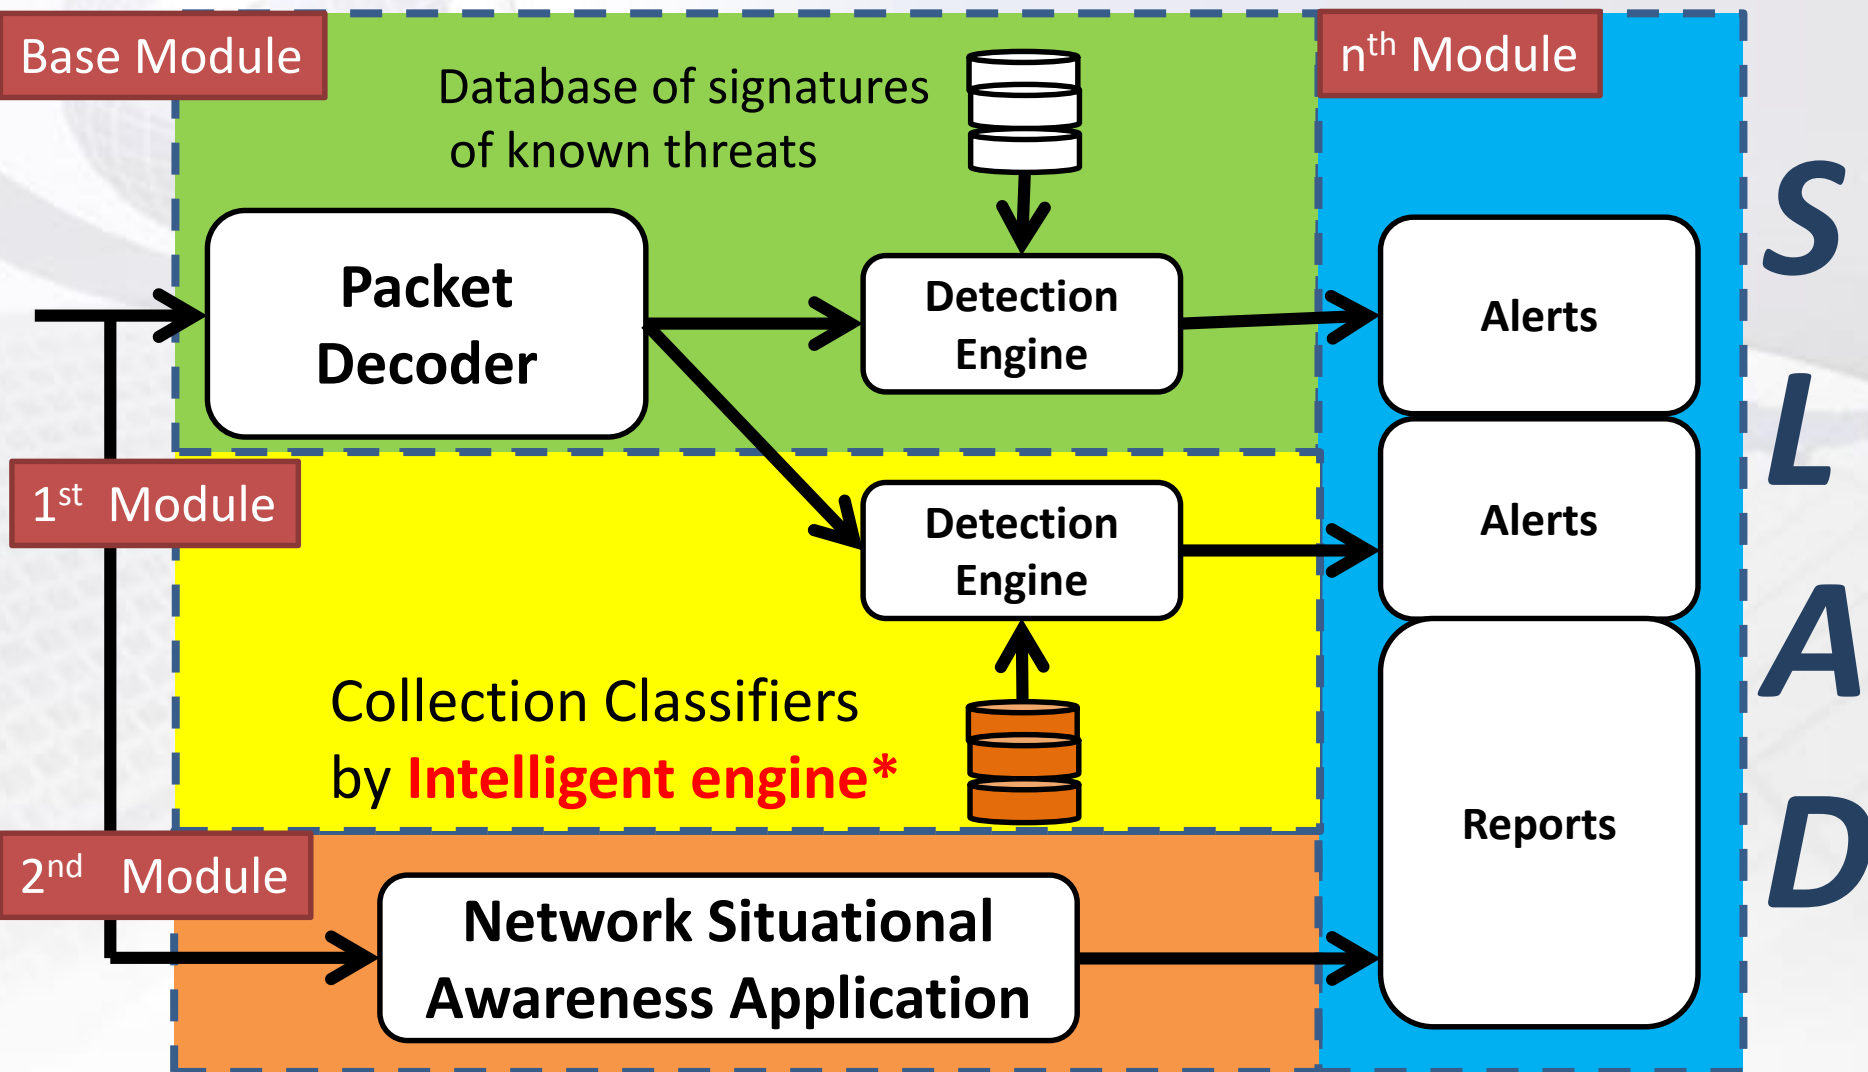 Base Module
nth Module
Database of signatures
of known threats
Packet
Decoder
Detection
Engine
Alerts
1st Module
Detection
Engine
Alerts
Collection Classifiers
by Intelligent engine*
Reports
2nd Module
Network Situational
Awareness Application
S
L
A
D